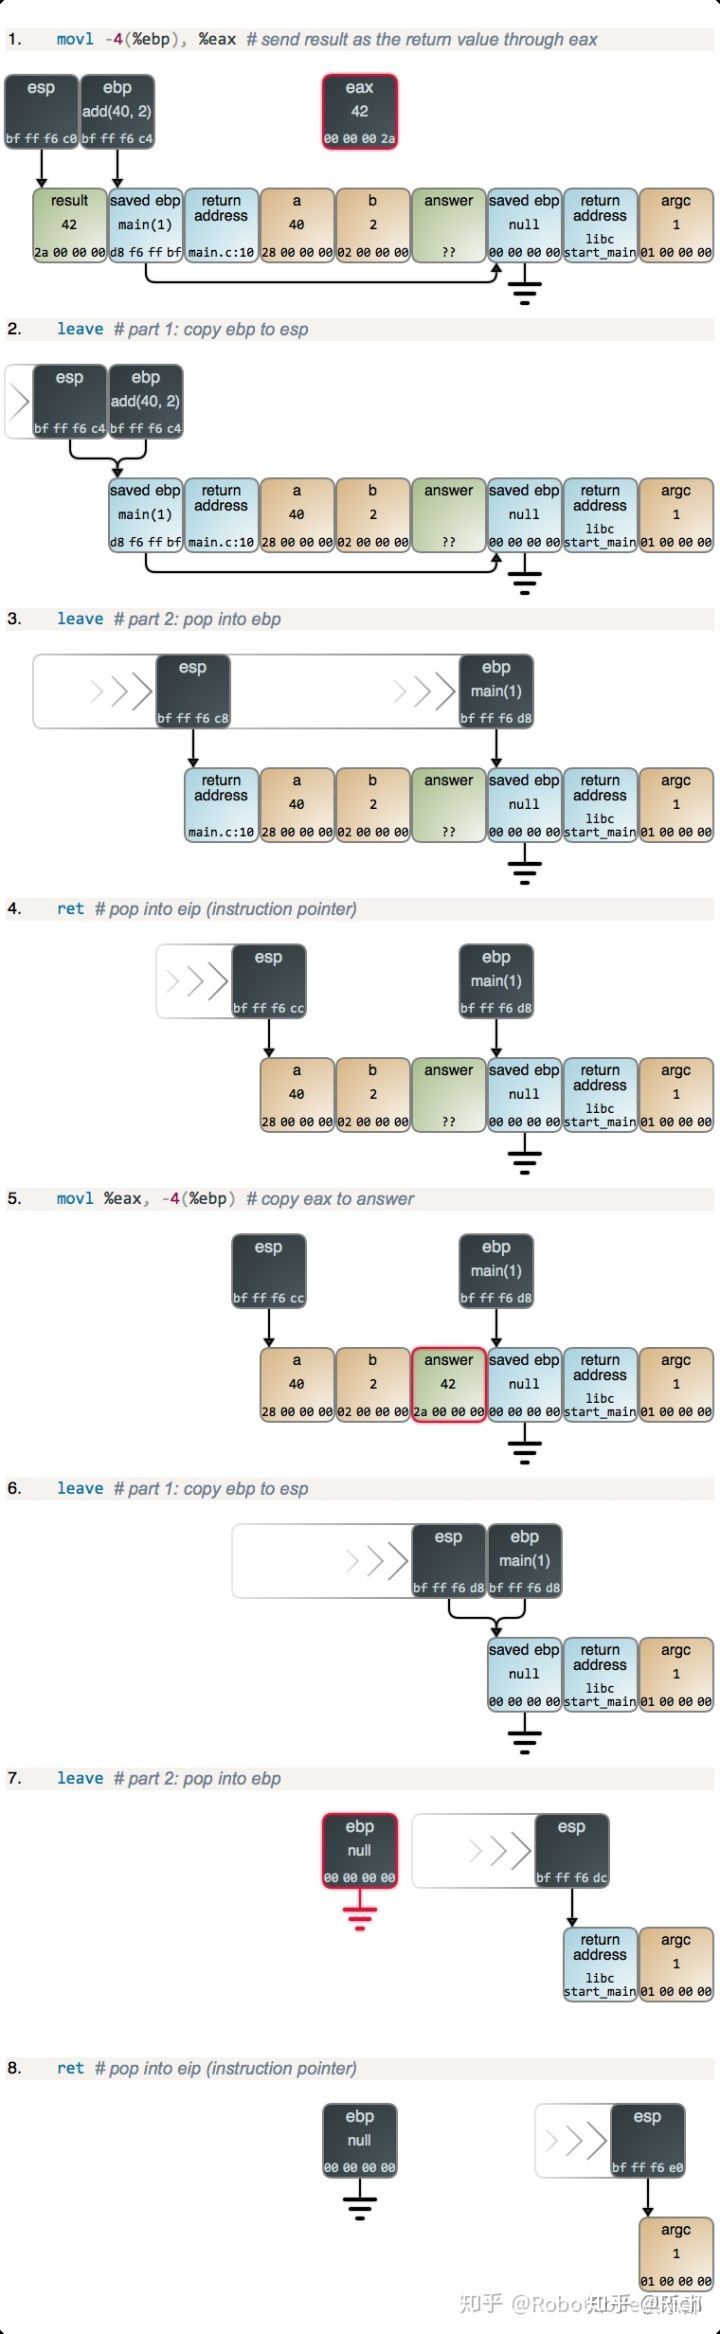 1. movl -4(%ebp), %eax # send result as the return value through eax
esp ebp eax
add(40, 2) 42
bf ff f6 c0 bf ff f6 c4 00 00 00 2a
result saved ebp return address a b answer saved ebp return address argc
42 main(1) 40 2 null libc 1
2a 00 00 00 d8 f6 ff bf main.c:10 28 00 00 00 02 00 00 00 ?? 00 00 00 00 start_main 01 00 00 00
2. leave # part 1: copy ebp to esp
esp ebp
add(40, 2)
bf ff f6 c4 bf ff f6 c4
saved ebp return address a b answer saved ebp return address argc
main(1) 40 2 null libc 1
d8 f6 ff bf main.c:10 28 00 00 00 02 00 00 00 ?? 00 00 00 00 start_main 01 00 00 00
3. leave # part 2: pop into ebp
esp ebp
main(1)
bf ff f6 c8 bf ff f6 d8
return address a b answer saved ebp return address argc
40 2 null libc 1
main.c:10 28 00 00 00 02 00 00 00 ?? 00 00 00 00 start_main 01 00 00 00
4. ret # pop into eip (instruction pointer)
esp ebp
main(1)
bf ff f6 cc bf ff f6 d8
a b answer saved ebp return address argc
40 2 null libc 1
28 00 00 00 02 00 00 00 ?? 00 00 00 00 start_main 01 00 00 00
5. movl %eax, -4(%ebp) # copy eax to answer
esp ebp
main(1)
bf ff f6 cc bf ff f6 d8
a b answer saved ebp return address argc
40 2 42 null libc 1
28 00 00 00 02 00 00 00 2a 00 00 00 00 00 00 00 start_main 01 00 00 00
6. leave # part 1: copy ebp to esp
esp ebp
main(1)
bf ff f6 d8 bf ff f6 d8
saved ebp return address argc
null libc 1
00 00 00 00 start_main 01 00 00 00
7. leave # part 2: pop into ebp
ebp esp
null
00 00 00 00 bf ff f6 dc
return address argc
libc 1
start_main 01 00 00 00
8. ret # pop into eip (instruction pointer)
ebp esp
null
00 00 00 00 bf ff f6 e0
argc
1
01 00 00 00
知乎 知乎 @Rich